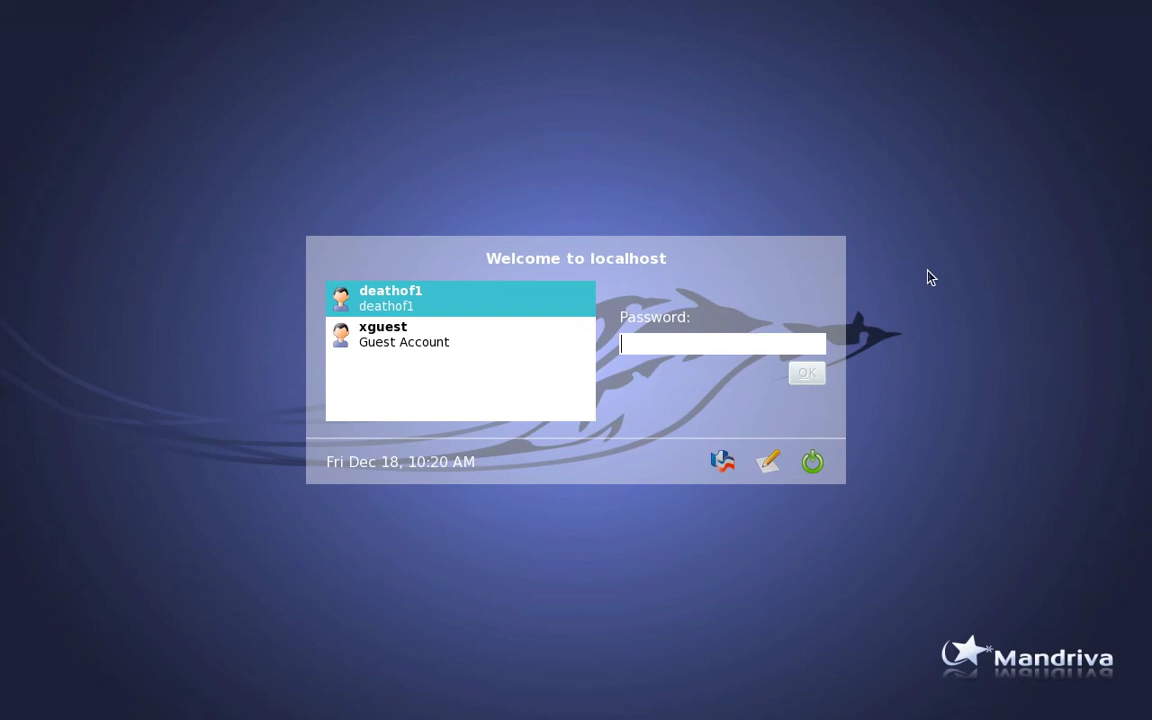 Welcome to localhost
deathof1
deathof1
xguest
Guest Account
Password:
OK
Fri Dec 18, 10:20 AM
Mandriva